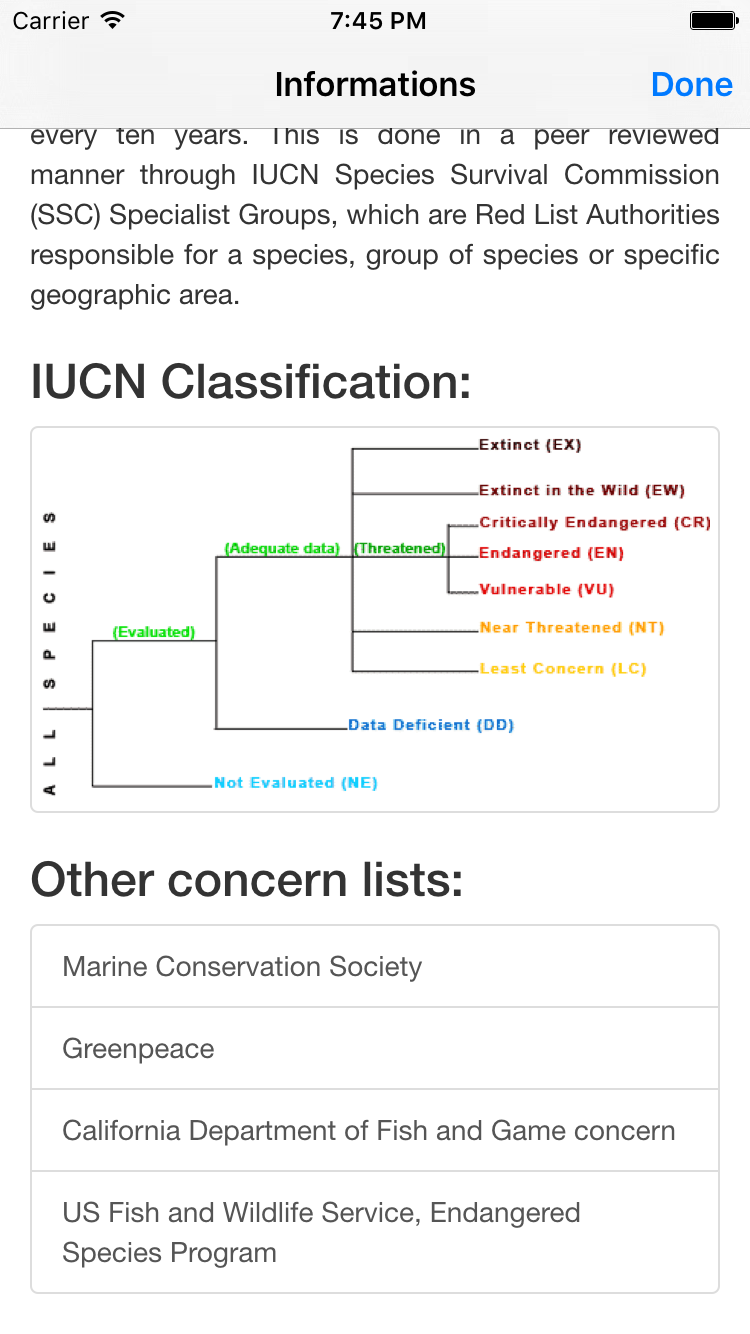 Carrier 7:45 PM
Informations Done
every ten years. This is done in a peer reviewed
manner through IUCN Species Survival Commission
(SSC) Specialist Groups, which are Red List Authorities
responsible for a species, group of species or specific
geographic area.
IUCN Classification:
ALL SPECIES
Extinct (EX)
Extinct in the Wild (EW)
Critically Endangered (CR)
(Adequate data) (Threatened) Endangered (EN)
Vulnerable (VU)
(Evaluated) Near Threatened (NT)
Least Concern (LC)
Data Deficient (DD)
Not Evaluated (NE)
Other concern lists:
Marine Conservation Society
Greenpeace
California Department of Fish and Game concern
US Fish and Wildlife Service, Endangered
Species Program